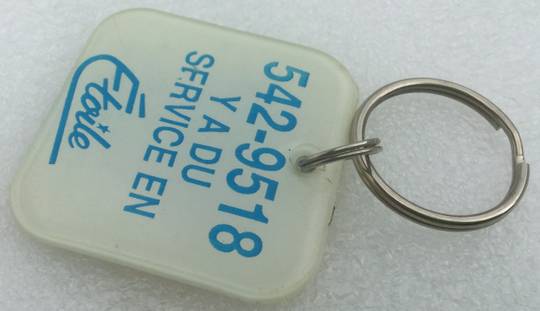 542-9518
Y A DU
SERVICE EN
Étoile